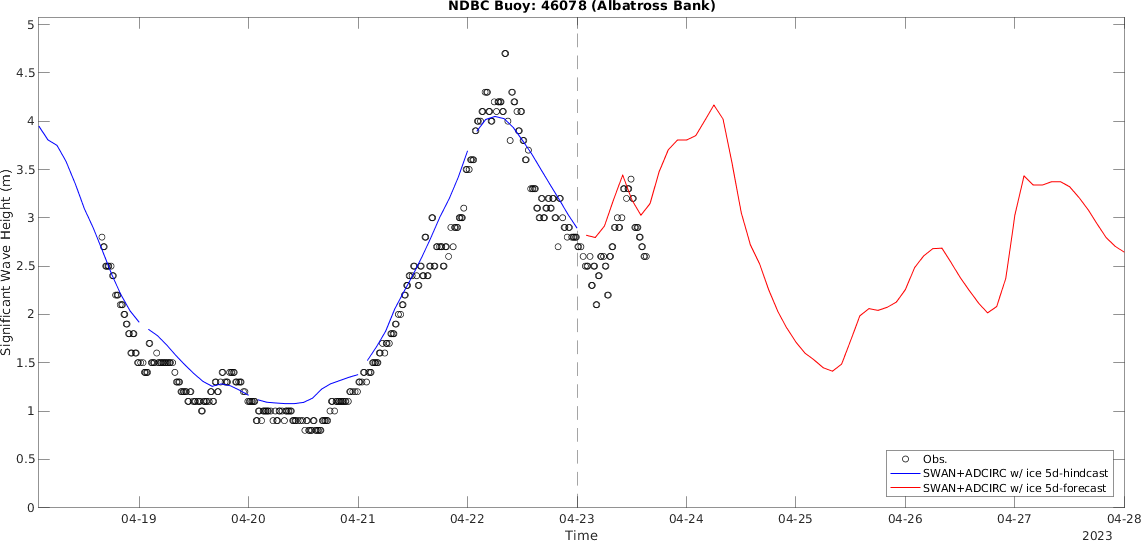 NDBC Buoy: 46078 (Albatross Bank)
5
4.5
4
3.5
3
2.5
2
1.5
1
0.5
0
Significant Wave Height (m)
04-19 04-20 04-21 04-22 04-23 04-24 04-25 04-26 04-27 04-28
Time
2023
Obs.
SWAN+ADCIRC w/ ice 5d-hindcast
SWAN+ADCIRC w/ ice 5d-forecast